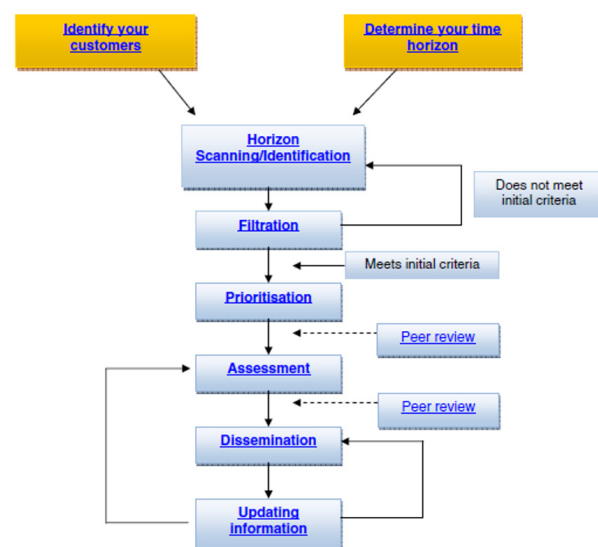 Identify your
customers
Determine your time
horizon
Horizon
Scanning/Identification
Does not meet
initial criteria
Filtration
Meets initial criteria
Prioritisation
Peer review
Assessment
Peer review
Dissemination
Updating
information